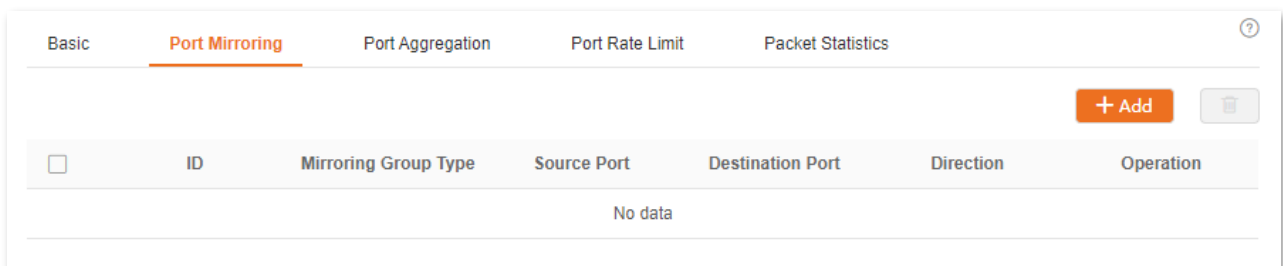 Basic Port Mirroring Port Aggregation Port Rate Limit Packet Statistics ?
+ Add
ID Mirroring Group Type Source Port Destination Port Direction Operation
No data